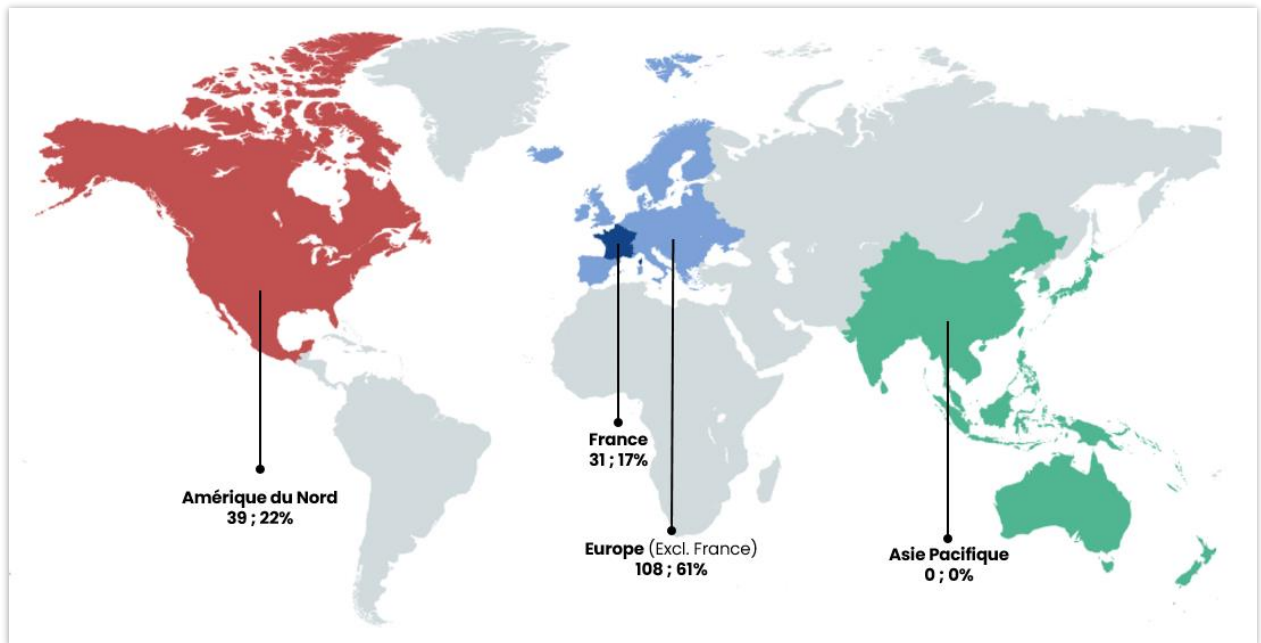 Amérique du Nord
39 ; 22%
France
31 ; 17%
Europe (Excl. France)
108 ; 61%
Asie Pacifique
0 ; 0%